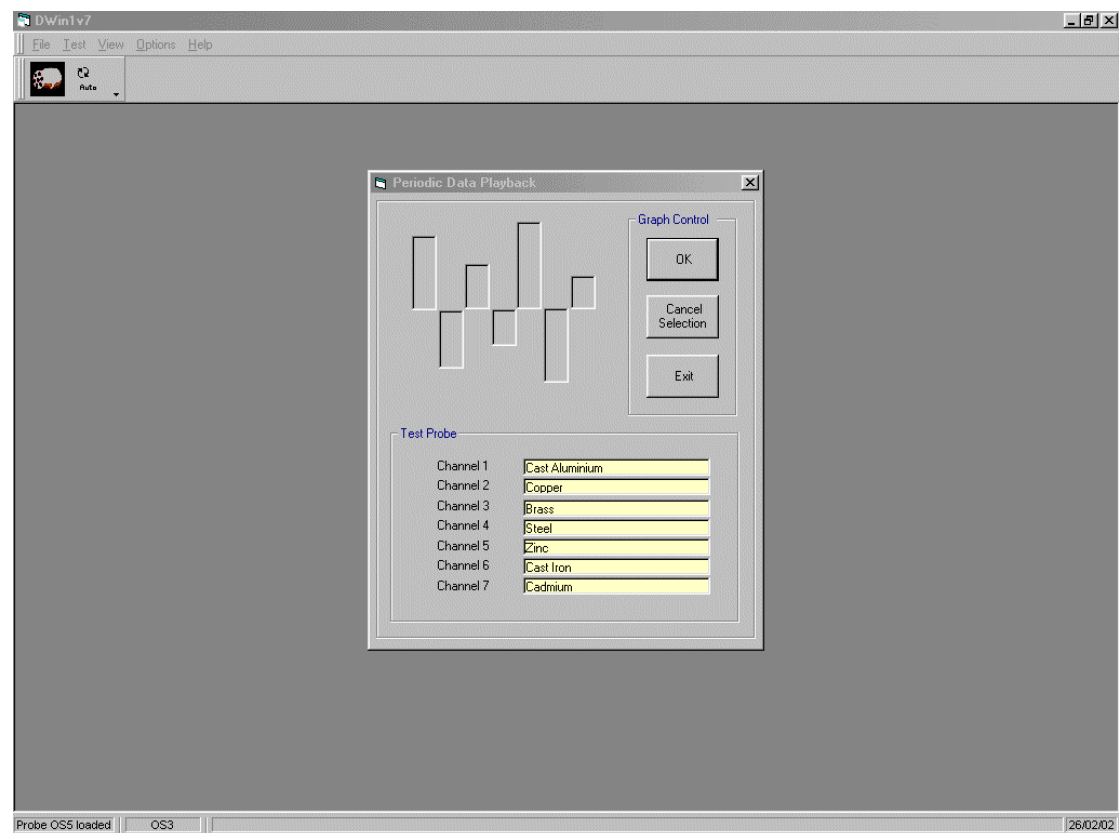 DWin1v7
File Test View Options Help
Auto
Periodic Data Playback
Graph Control
OK
Cancel
Selection
Exit
Test Probe
Channel 1 Cast Aluminium
Channel 2 Copper
Channel 3 Brass
Channel 4 Steel
Channel 5 Zinc
Channel 6 Cast Iron
Channel 7 Cadmium
Probe OS5 loaded OS3 26/02/02